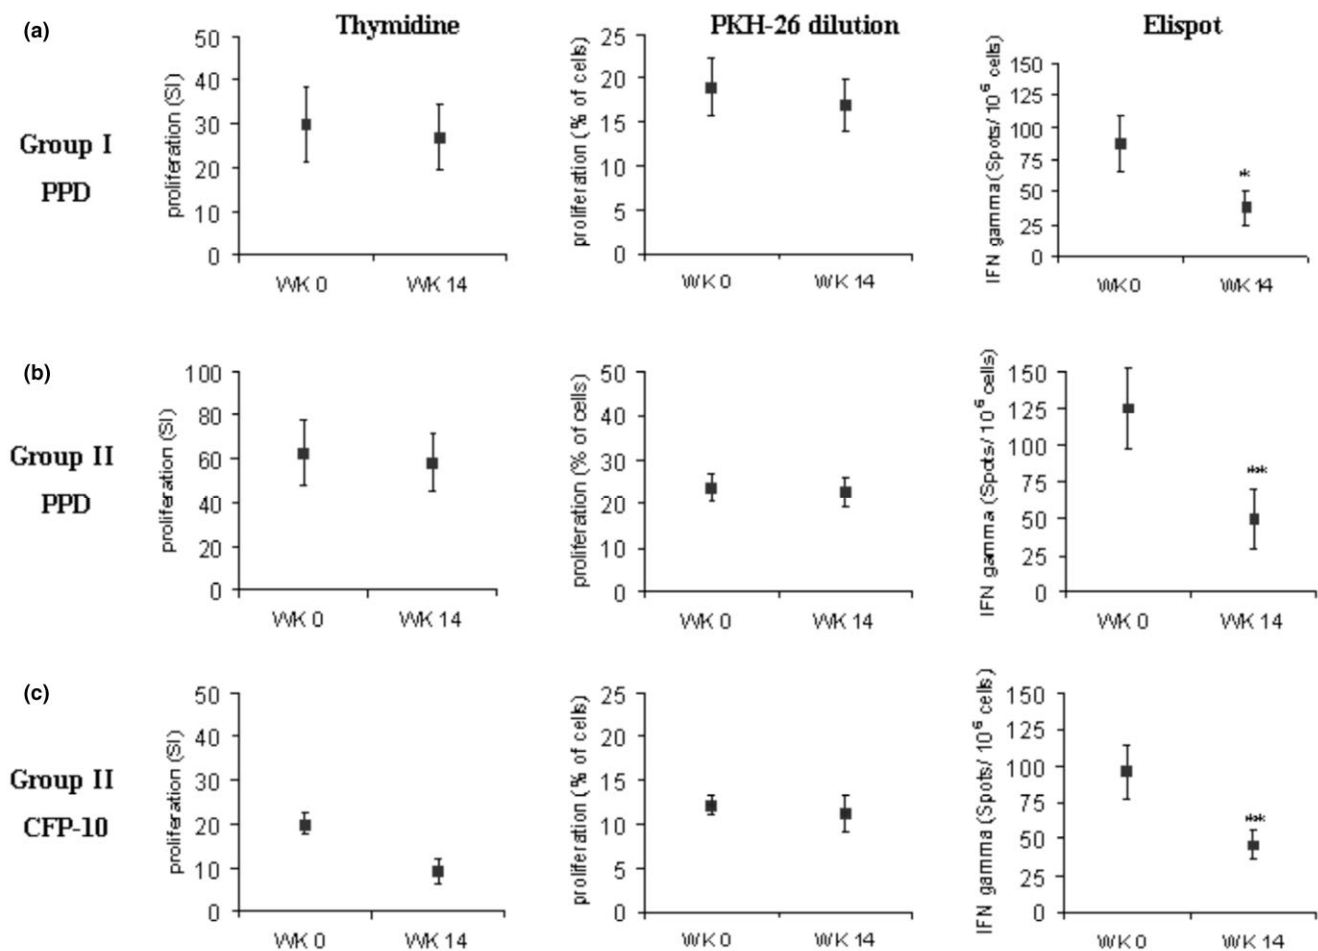 (a)
Thymidine
PKH-26 dilution
Elispot
Group I
PPD
proliferation (SI)
50
40
30
20
10
0
WK 0
WK 14
proliferation (% of cells)
25
20
15
10
5
0
WK 0
WK 14
IFN gamma (Spots/ 10⁶ cells)
150
125
100
75
50
25
0
*
WK 0
WK 14
(b)
Group II
PPD
proliferation (SI)
100
80
60
40
20
0
WK 0
WK 14
proliferation (% of cells)
50
40
30
20
10
0
WK 0
WK 14
IFN gamma (Spots/ 10⁶ cells)
150
125
100
75
50
25
0
**
WK 0
WK 14
(c)
Group II
CFP-10
proliferation (SI)
50
40
30
20
10
0
WK 0
WK 14
proliferation (% of cells)
25
20
15
10
5
0
WK 0
WK 14
IFN gamma (Spots/ 10⁶ cells)
150
125
100
75
50
25
0
**
WK 0
WK 14